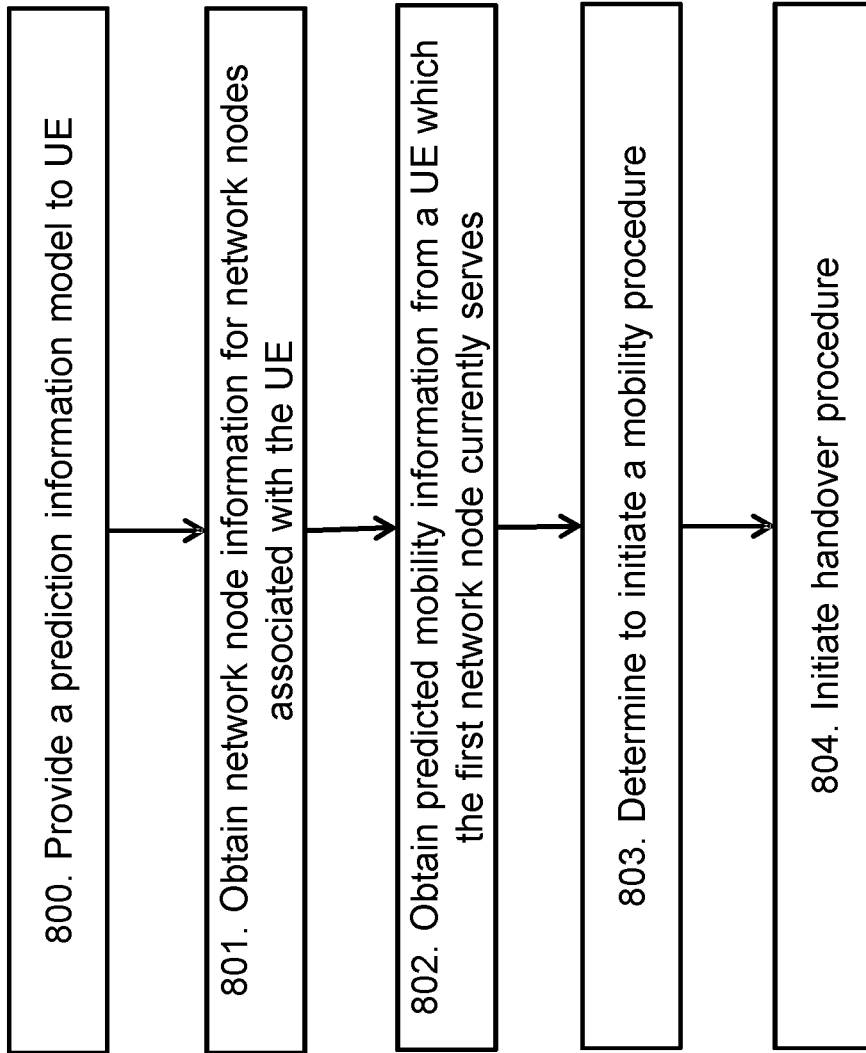 800. Provide a prediction information model to UE
801. Obtain network node information for network nodes
associated with the UE
802. Obtain predicted mobility information from a UE which
the first network node currently serves
803. Determine to initiate a mobility procedure
804. Initiate handover procedure